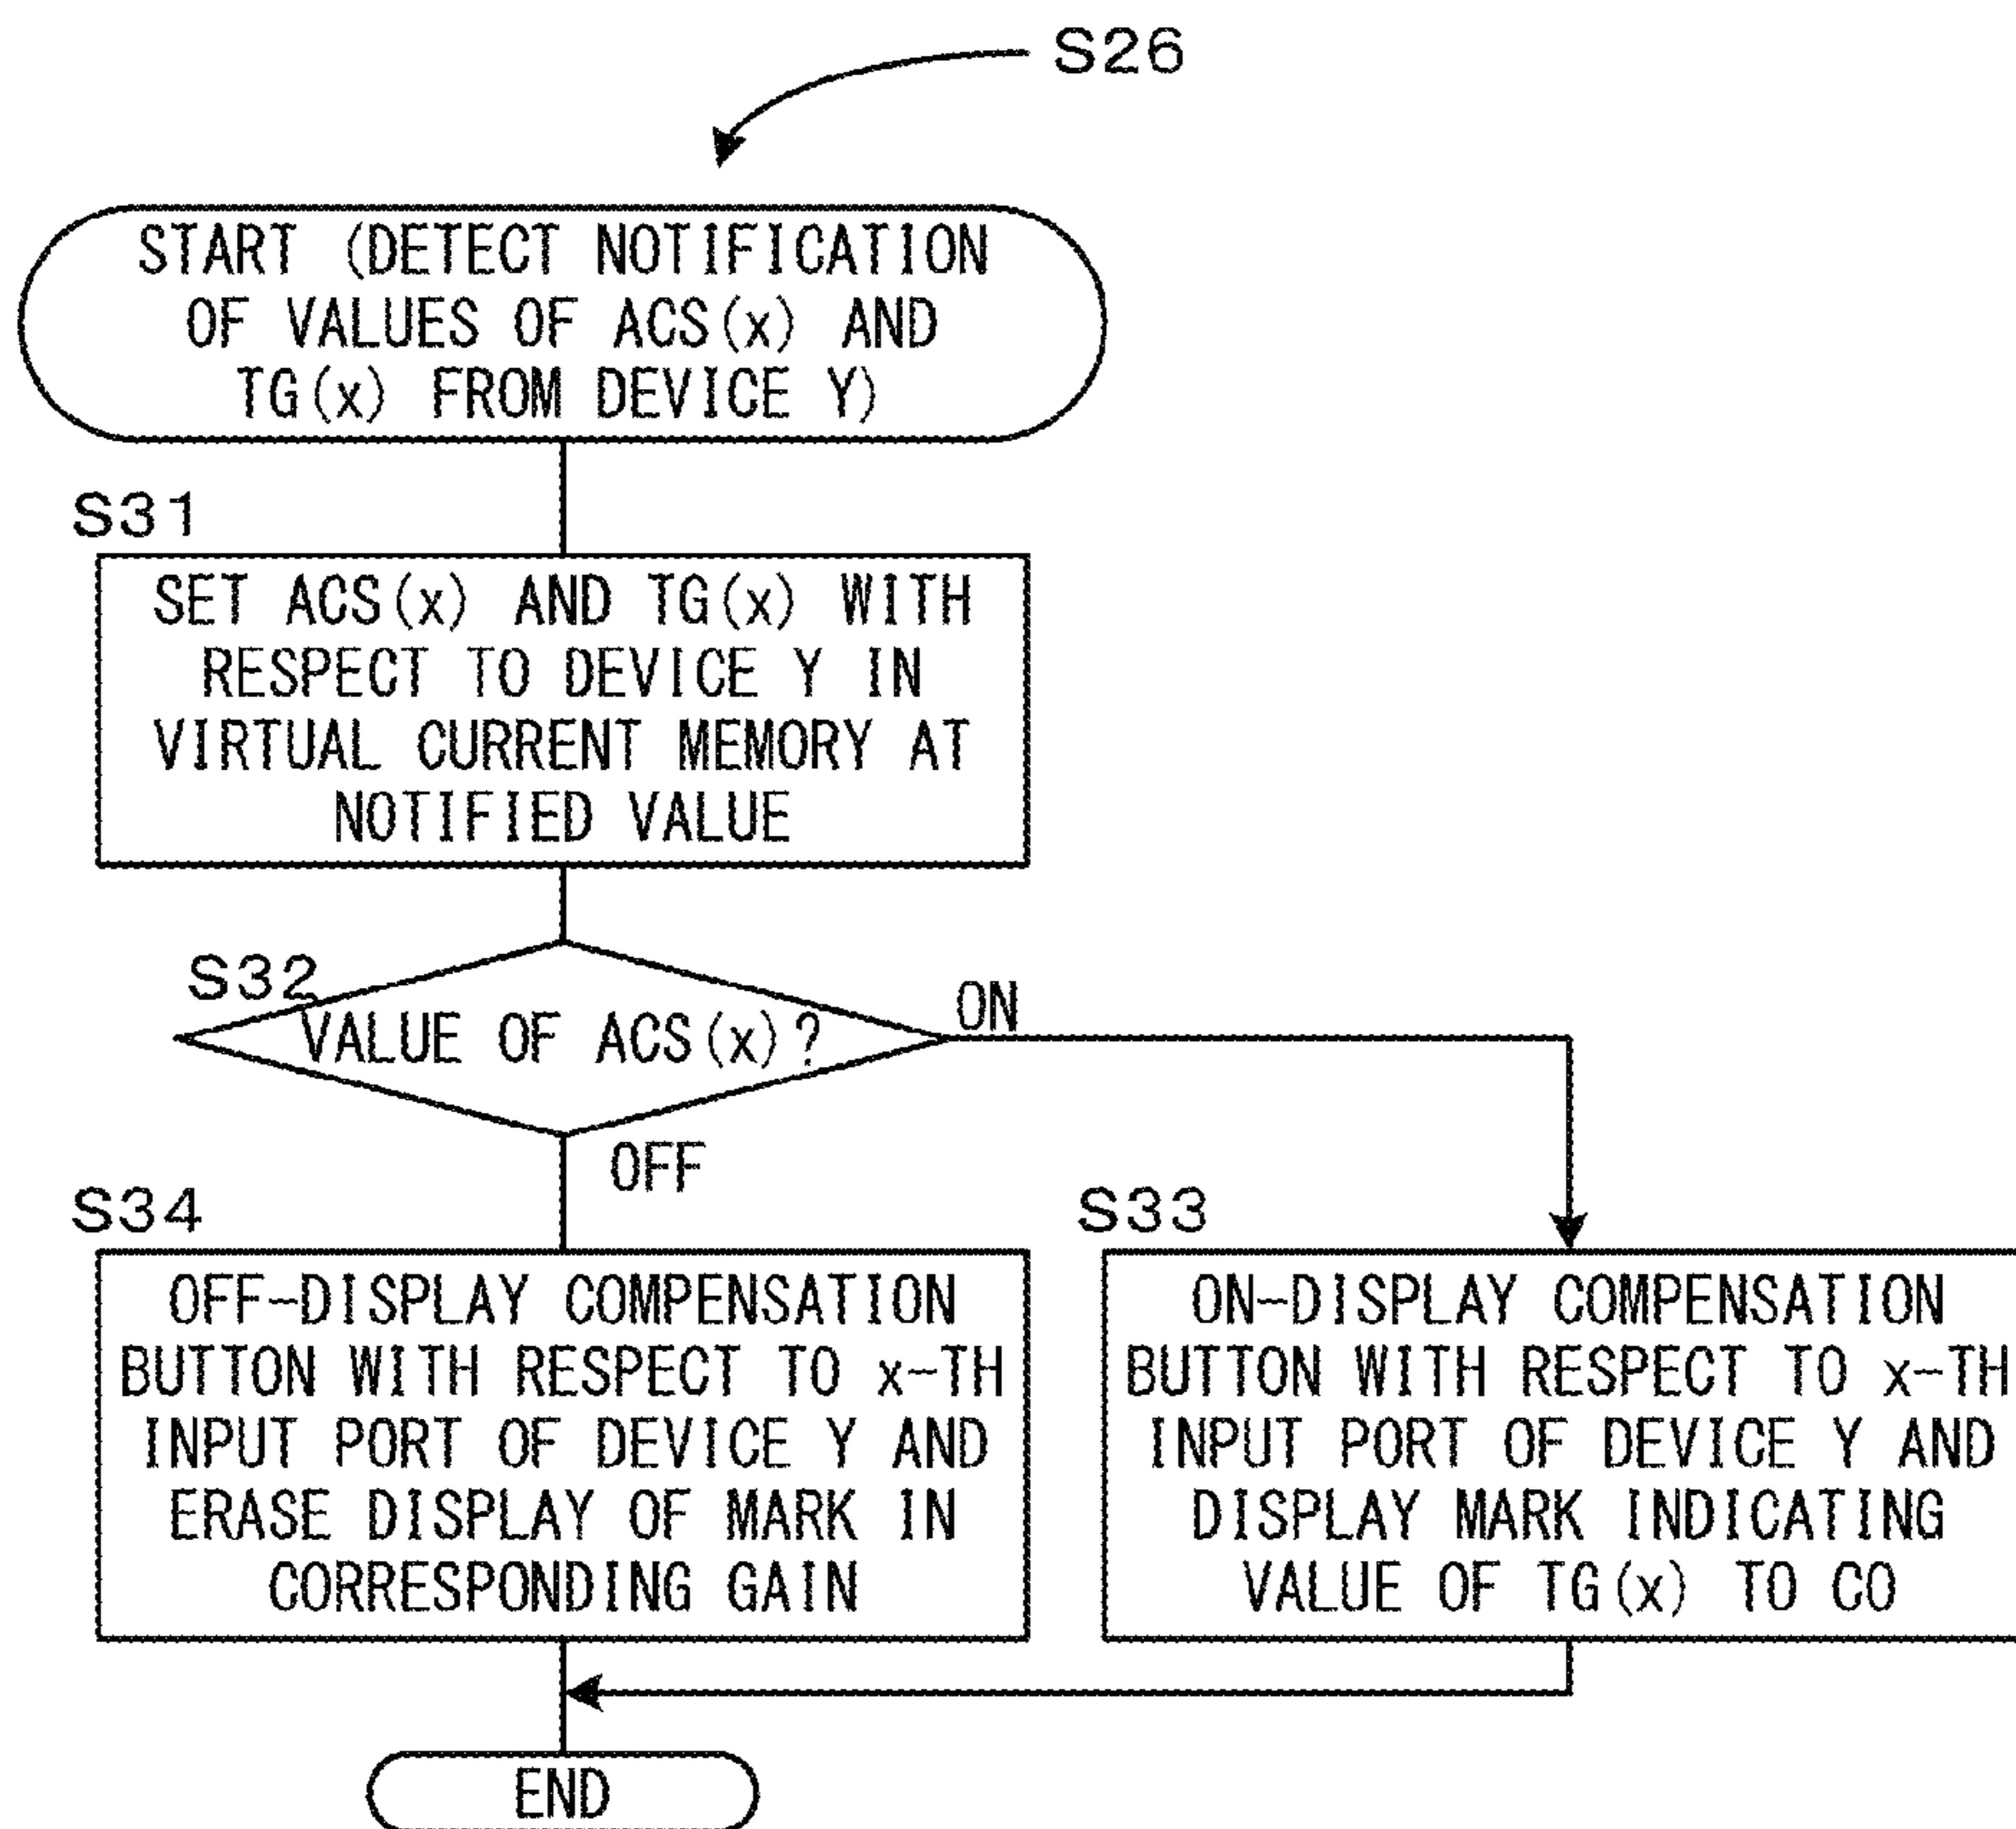 S26
START (DETECT NOTIFICATION
OF VALUES OF ACS(x) AND
TG(x) FROM DEVICE Y)
S31
SET ACS(x) AND TG(x) WITH
RESPECT TO DEVICE Y IN
VIRTUAL CURRENT MEMORY AT
NOTIFIED VALUE
S32
VALUE OF ACS(x)?
ON
OFF
S34
OFF-DISPLAY COMPENSATION
BUTTON WITH RESPECT TO x-TH
INPUT PORT OF DEVICE Y AND
ERASE DISPLAY OF MARK IN
CORRESPONDING GAIN
S33
ON-DISPLAY COMPENSATION
BUTTON WITH RESPECT TO x-TH
INPUT PORT OF DEVICE Y AND
DISPLAY MARK INDICATING
VALUE OF TG(x) TO CO
END